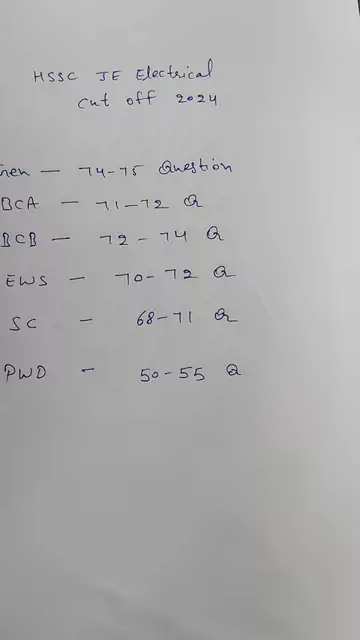 HSSC JE Electrical
cut off 2024
Gen - 74-75 Question
BCA - 71-72 Q
BCB - 72-74 Q
EWS - 70-72 Q
SC - 68-71 Q
PWD - 50-55 Q